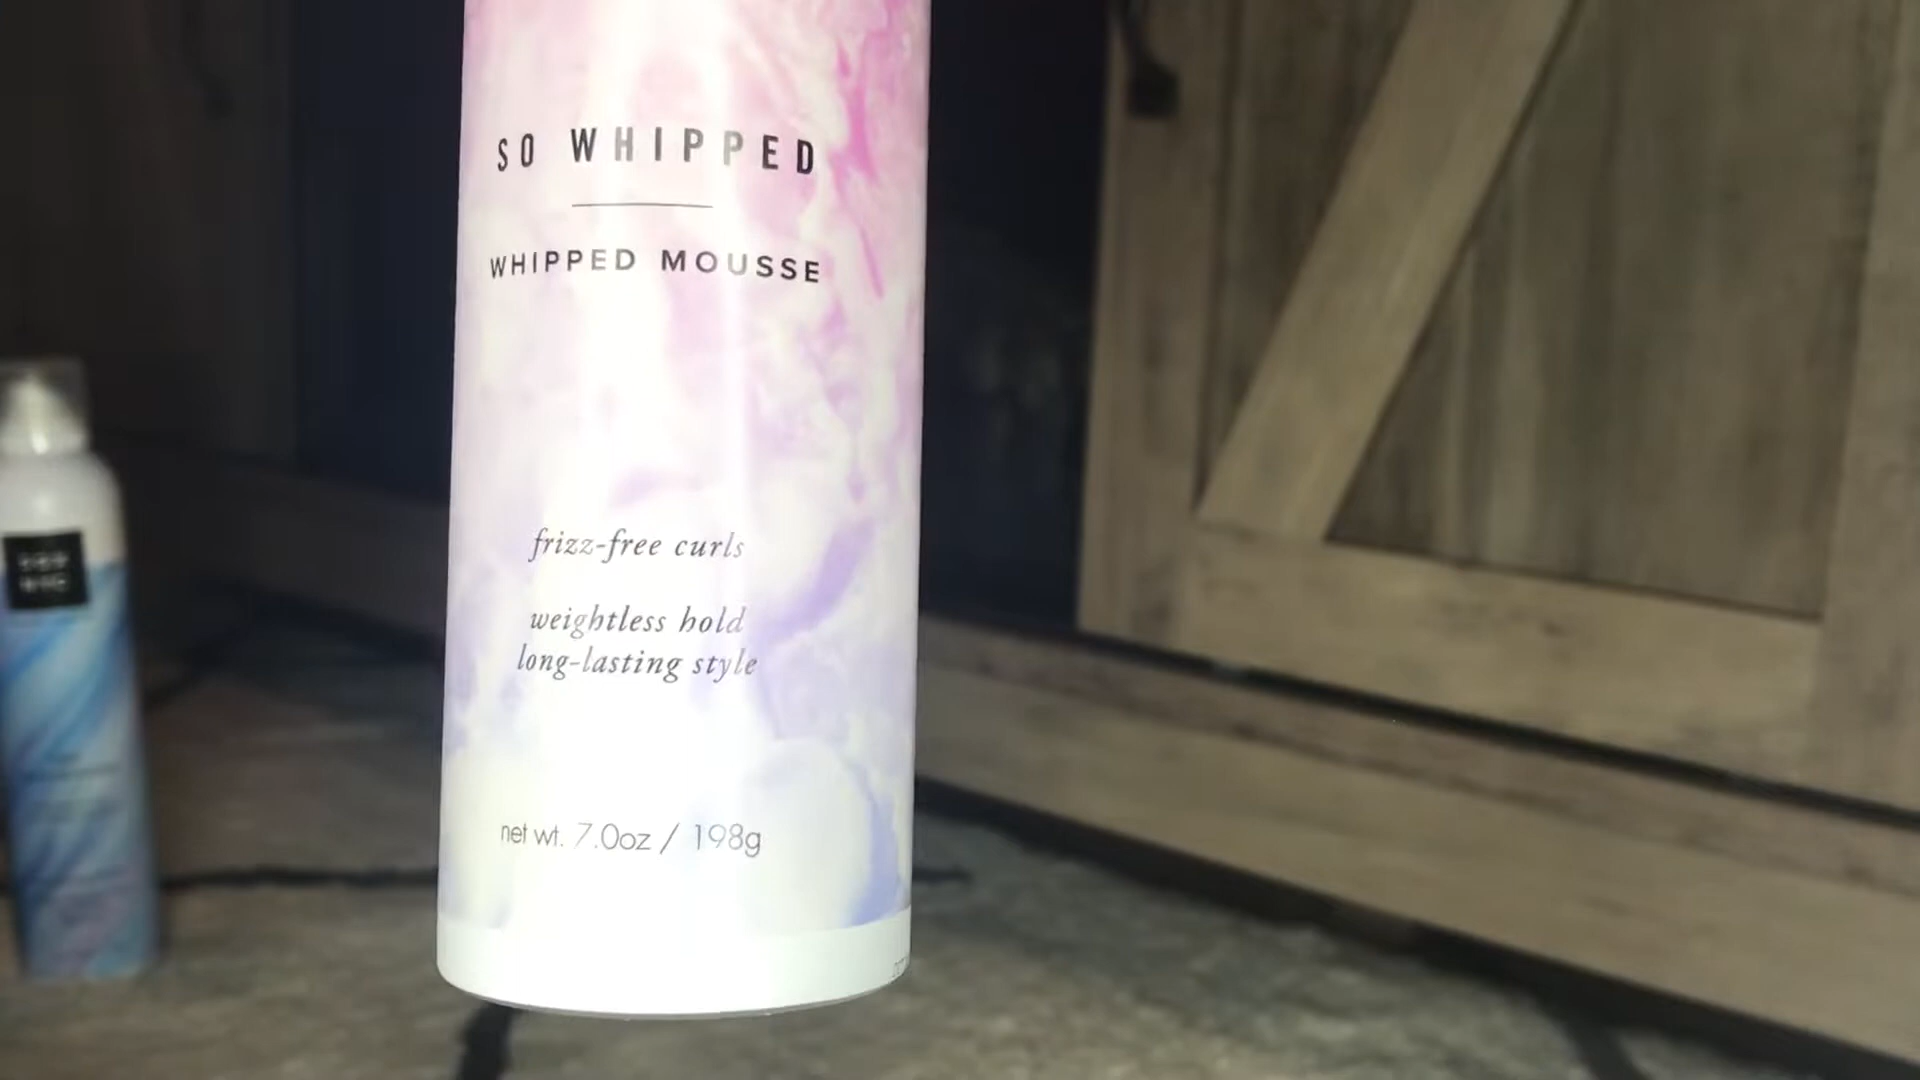 SO WHIPPED
WHIPPED MOUSSE
frizz-free curls
weightless hold
long-lasting style
net wt. 7.0oz / 198g